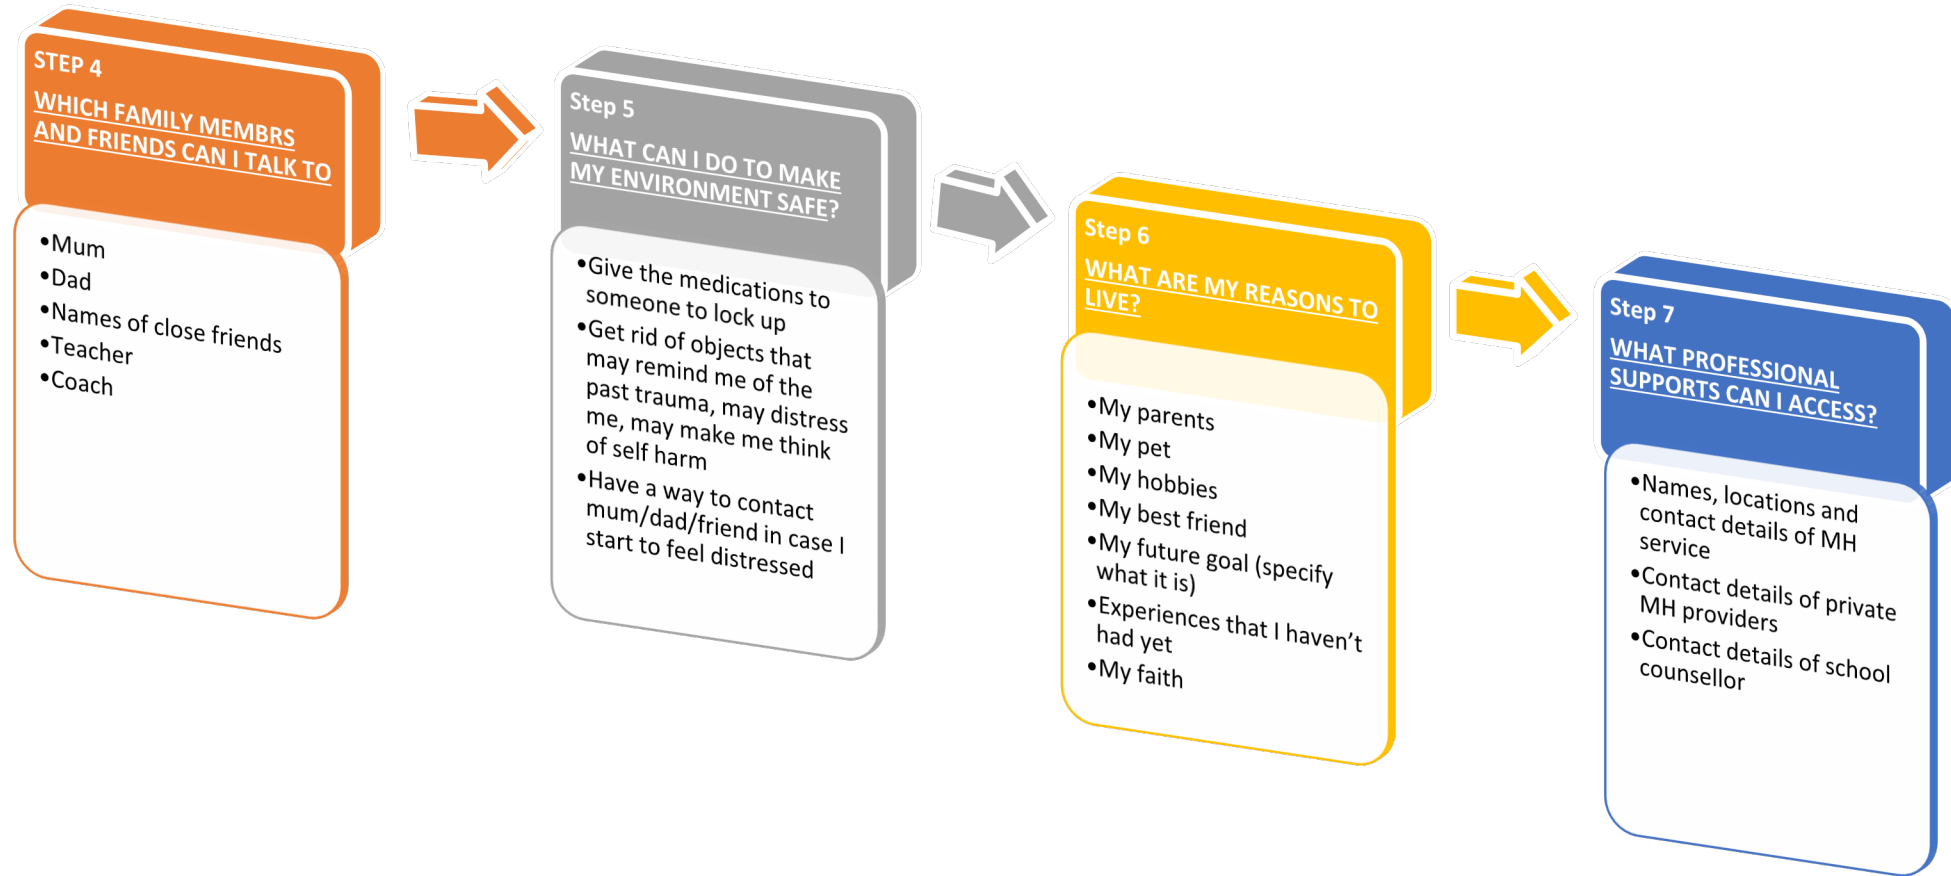 STEP 4
WHICH FAMILY MEMBRS
AND FRIENDS CAN I TALK TO
•Mum
•Dad
•Names of close friends
•Teacher
•Coach
Step 5
WHAT CAN I DO TO MAKE
MY ENVIRONMENT SAFE?
•Give the medications to
someone to lock up
•Get rid of objects that
may remind me of the
past trauma, may distress
me, may make me think
of self harm
•Have a way to contact
mum/dad/friend in case I
start to feel distressed
Step 6
WHAT ARE MY REASONS TO
LIVE?
•My parents
•My pet
•My hobbies
•My best friend
•My future goal (specify
what it is)
•Experiences that I haven’t
had yet
•My faith
Step 7
WHAT PROFESSIONAL
SUPPORTS CAN I ACCESS?
•Names, locations and
contact details of MH
service
•Contact details of private
MH providers
•Contact details of school
counsellor